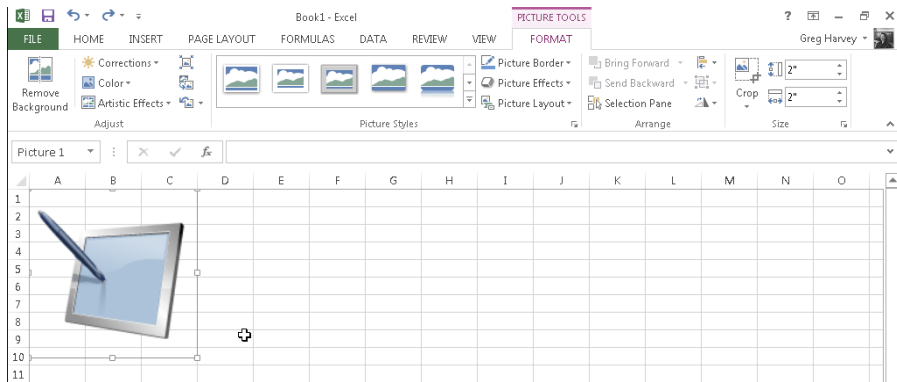 Book1 - Excel PICTURE TOOLS ?
FILE HOME INSERT PAGE LAYOUT FORMULAS DATA REVIEW VIEW FORMAT Greg Harvey
Corrections Picture Border Bring Forward 2"
Remove Background Color Picture Effects Send Backward Crop 2"
Artistic Effects Picture Layout Selection Pane
Adjust Picture Styles Arrange Size
Picture 1 fx
A B C D E F G H I J K L M N O
1
2
3
4
5
6
7
8
9
10
11